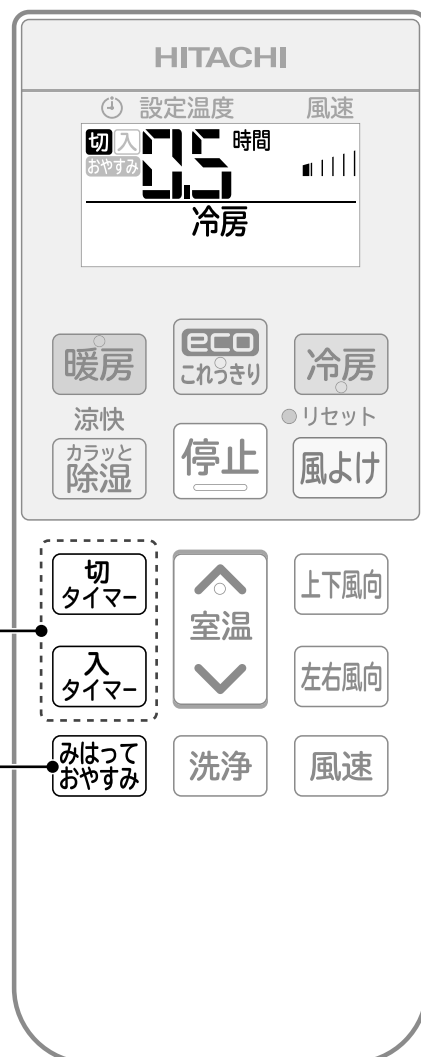 HITACHI
設定温度 風速
切 入 0.5 時間
おやすみ
冷房
暖房 eco これっきり 冷房
涼快 リセット
カラッと
除湿 停止 風よけ
切
タイマー
上下風向
室温
入
タイマー
左右風向
みはって
おやすみ
洗浄 風速